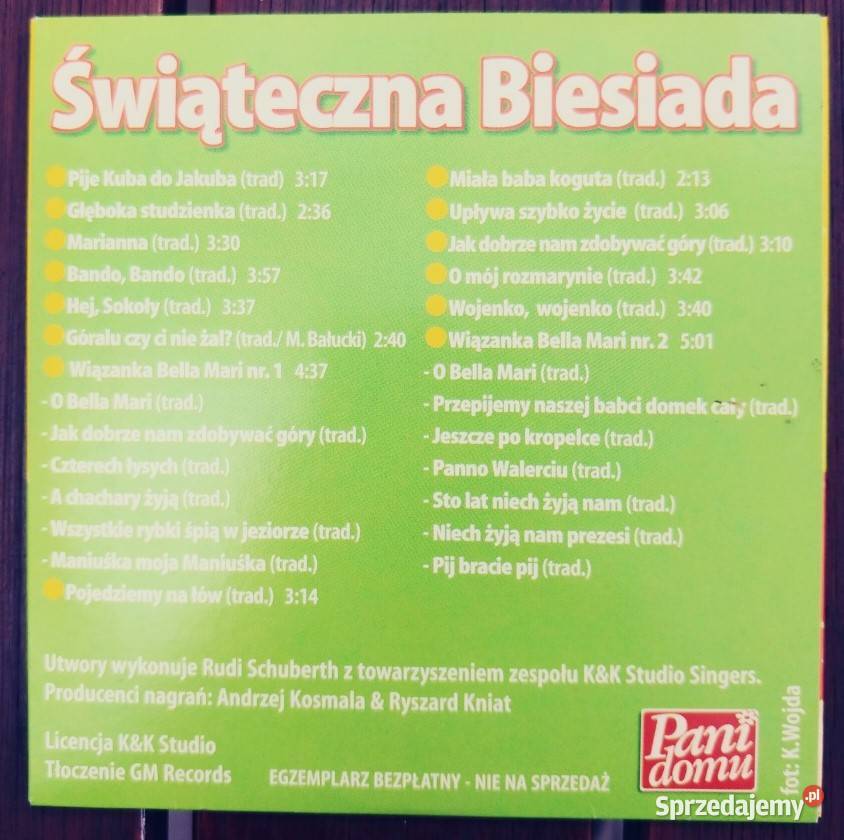 Świąteczna Biesiada
Pije Kuba do Jakuba (trad) 3:17
Głęboka studzienka (trad.) 2:36
Marianna (trad.) 3:30
Bando, Bando (trad.) 3:57
Hej, Sokoły (trad.) 3:37
Góralu czy ci nie żal? (trad./ M. Bałucki) 2:40
Wiązanka Bella Mari nr. 1 4:37
- O Bella Mari (trad.)
- Jak dobrze nam zdobywać góry (trad.)
- Czterech łysych (trad.)
- A chachary żyją (trad.)
- Wszystkie rybki śpią w jeziorze (trad.)
- Maniuśka moja Maniuśka (trad.)
Pojedziemy na łów (trad.) 3:14
Miała baba koguta (trad.) 2:13
Upływa szybko życie (trad.) 3:06
Jak dobrze nam zdobywać góry (trad.) 3:10
O mój rozmarynie (trad.) 3:42
Wojenko, wojenko (trad.) 3:40
Wiązanka Bella Mari nr. 2 5:01
- O Bella Mari (trad.)
- Przepijemy naszej babci domek cały (trad.)
- Jeszcze po kropelce (trad.)
- Panno Walerciu (trad.)
- Sto lat niech żyją nam (trad.)
- Niech żyją nam prezesi (trad.)
- Pij bracie pij (trad.)
Utwory wykonuje Rudi Schuberth z towarzyszeniem zespołu K&K Studio Singers.
Producenci nagrań: Andrzej Kosmala & Ryszard Kniat
Licencja K&K Studio
Tłoczenie GM Records
EGZEMPLARZ BEZPŁATNY - NIE NA SPRZEDAŻ
Pani
domu
fot: K.Wojda
Sprzedajemy.pl